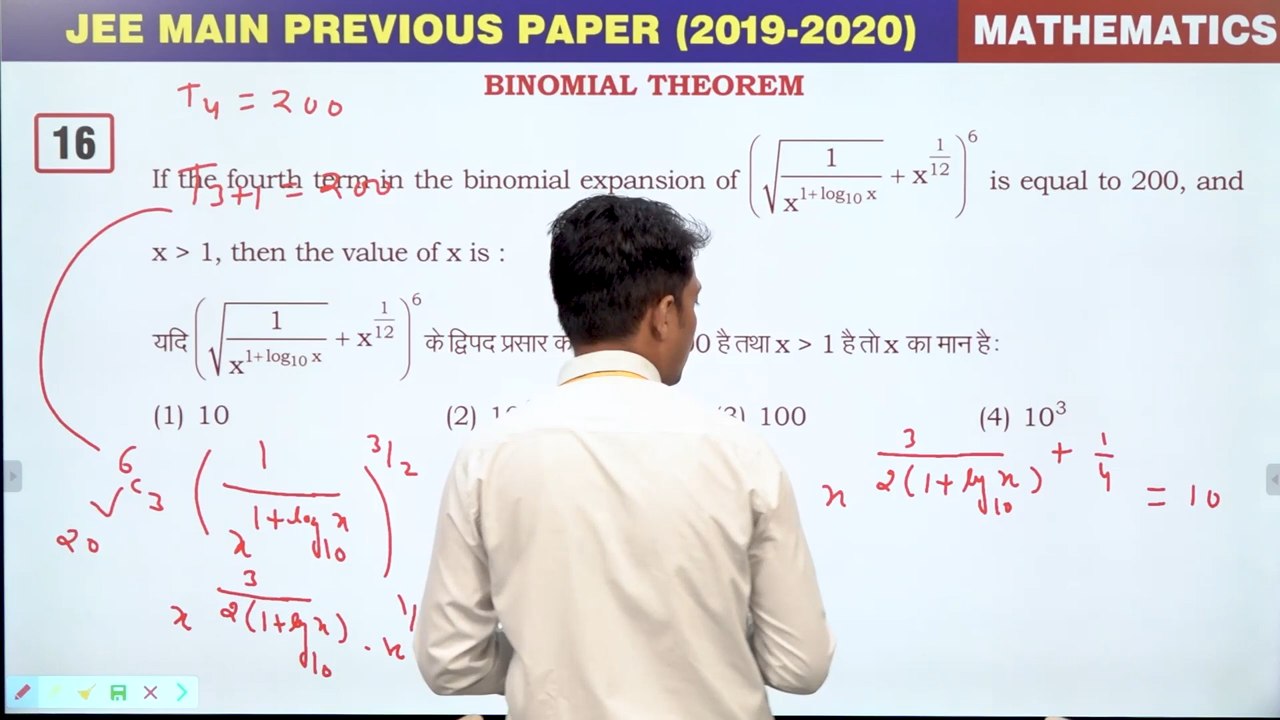 JEE MAIN PREVIOUS PAPER (2019-2020) MATHEMATICS
BINOMIAL THEOREM
T₄ = 200
16
If the fourth term in the binomial expansion of (√(1/x^(1+log₁₀ x)) + x^(1/12))⁶ is equal to 200, and
T₃₊₁ = 200
x > 1, then the value of x is :
यदि (√(1/x^(1+log₁₀ x)) + x^(1/12))⁶ के द्विपद प्रसार है तथा x > 1 है तो x का मान है:
(1) 10 (2) (3) 100 (4) 10³
⁶C₃ (1/x^(1+log₁₀ x))^(3/2)
20
x^(3/2(1+log₁₀ x)) . x
x^(3/2(1+log₁₀ x) + 1/4) = 10